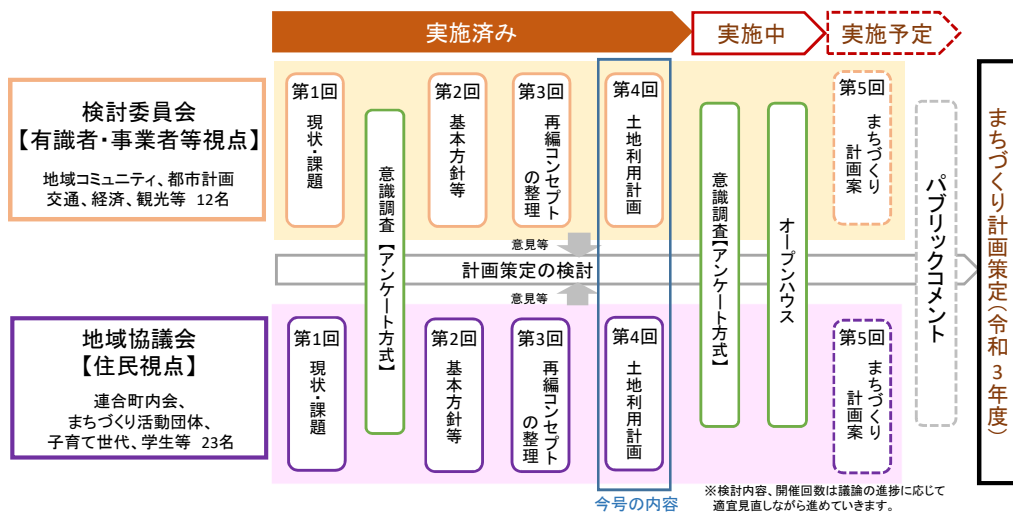 実施済み
実施中
実施予定
検討委員会
【有識者・事業者等視点】
地域コミュニティ、都市計画
交通、経済、観光等 12名
第1回
現状・課題
意識調査【アンケート方式】
第2回
基本方針等
第3回
再編コンセプト
の整理
第4回
土地利用計画
意識調査【アンケート方式】
オープンハウス
第5回
まちづくり
計画案
パブリックコメント
まちづくり計画策定（令和3年度）
意見等
計画策定の検討
意見等
地域協議会
【住民視点】
連合町内会、
まちづくり活動団体、
子育て世代、学生等 23名
第1回
現状・課題
第2回
基本方針等
第3回
再編コンセプト
の整理
第4回
土地利用計画
第5回
まちづくり
計画案
今号の内容
※検討内容、開催回数は議論の進捗に応じて
適宜見直しながら進めていきます。